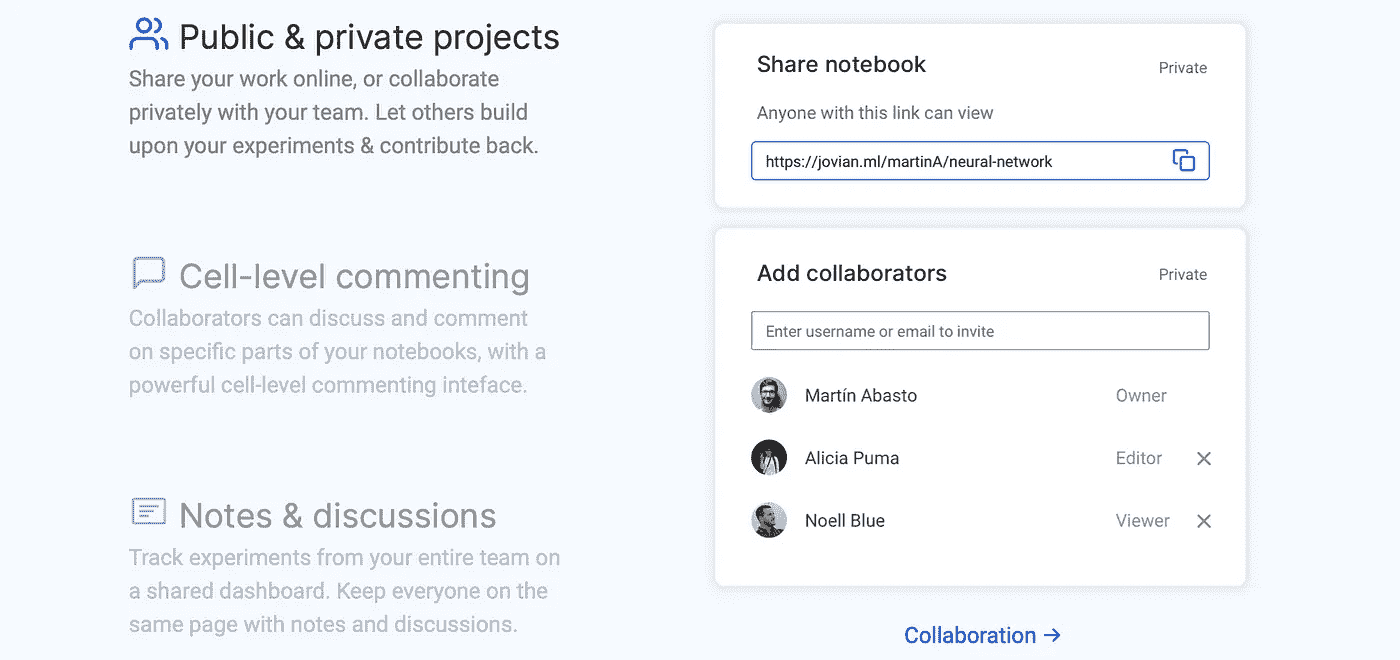 Public & private projects
Share your work online, or collaborate
privately with your team. Let others build
upon your experiments & contribute back.
Cell-level commenting
Collaborators can discuss and comment
on specific parts of your notebooks, with a
powerful cell-level commenting inteface.
Notes & discussions
Track experiments from your entire team on
a shared dashboard. Keep everyone on the
same page with notes and discussions.
Share notebook Private
Anyone with this link can view
https://jovian.ml/martinA/neural-network
Add collaborators Private
Enter username or email to invite
Martín Abasto Owner
Alicia Puma Editor
Noell Blue Viewer
Collaboration →